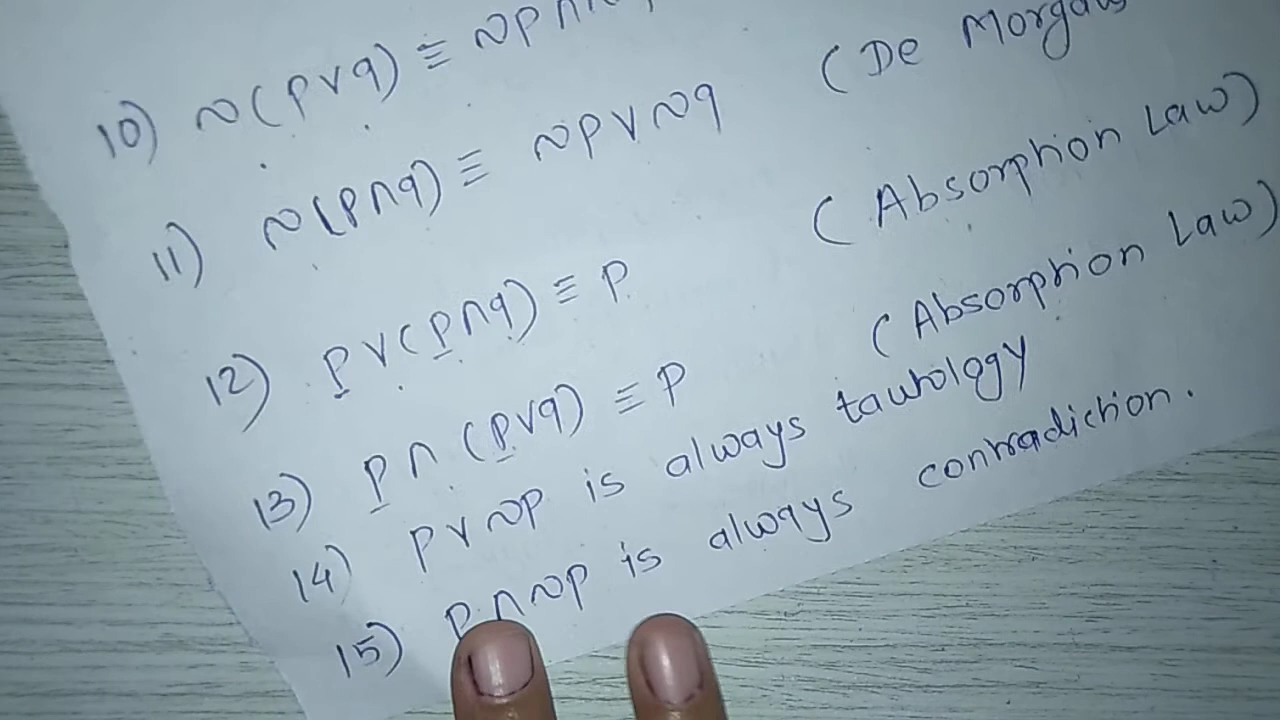 10) ~(p∨q) ≡ ~p∧
11) ~(p∧q) ≡ ~p∨~q (De Morgan
12) p∨(p∧q) ≡ p (Absorption Law)
13) p∧(p∨q) ≡ p (Absorption Law)
14) p∨~p is always tautology
15) p∧~p is always contradiction.